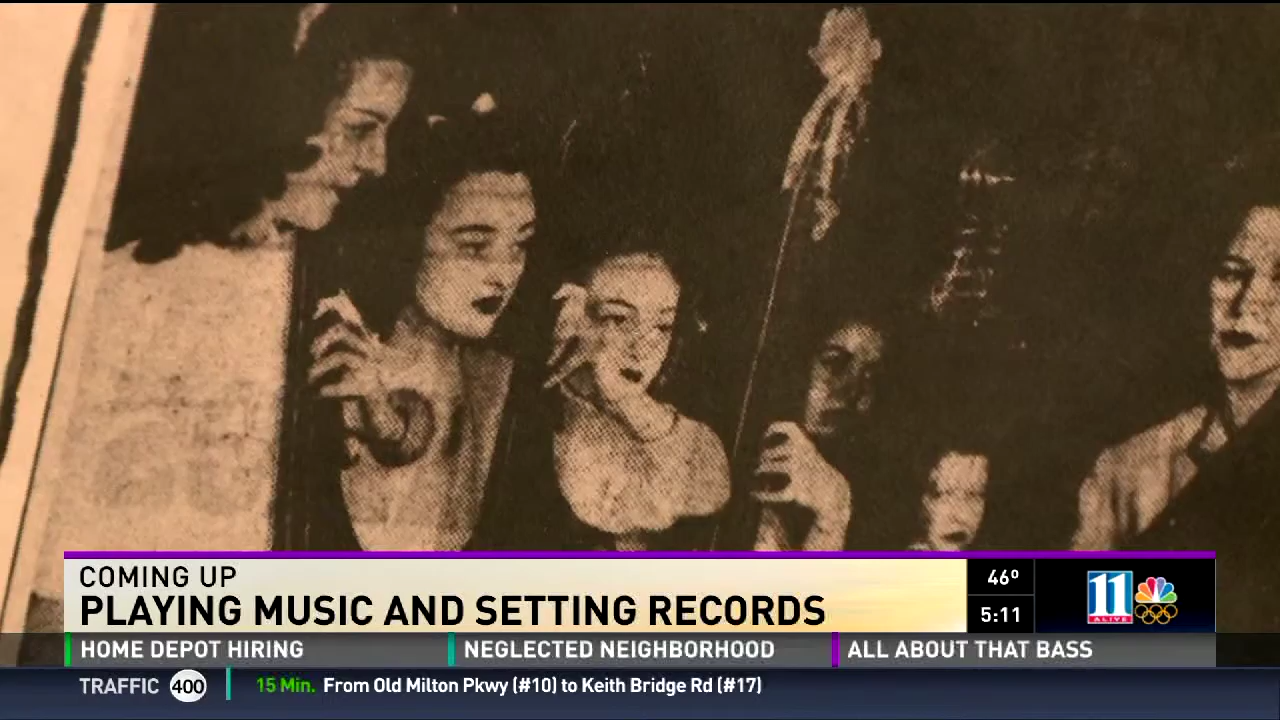 COMING UP
PLAYING MUSIC AND SETTING RECORDS
46°
5:11
11
ALIVE
HOME DEPOT HIRING
NEGLECTED NEIGHBORHOOD
ALL ABOUT THAT BASS
TRAFFIC 400 15 Min. From Old Milton Pkwy (#10) to Keith Bridge Rd (#17)